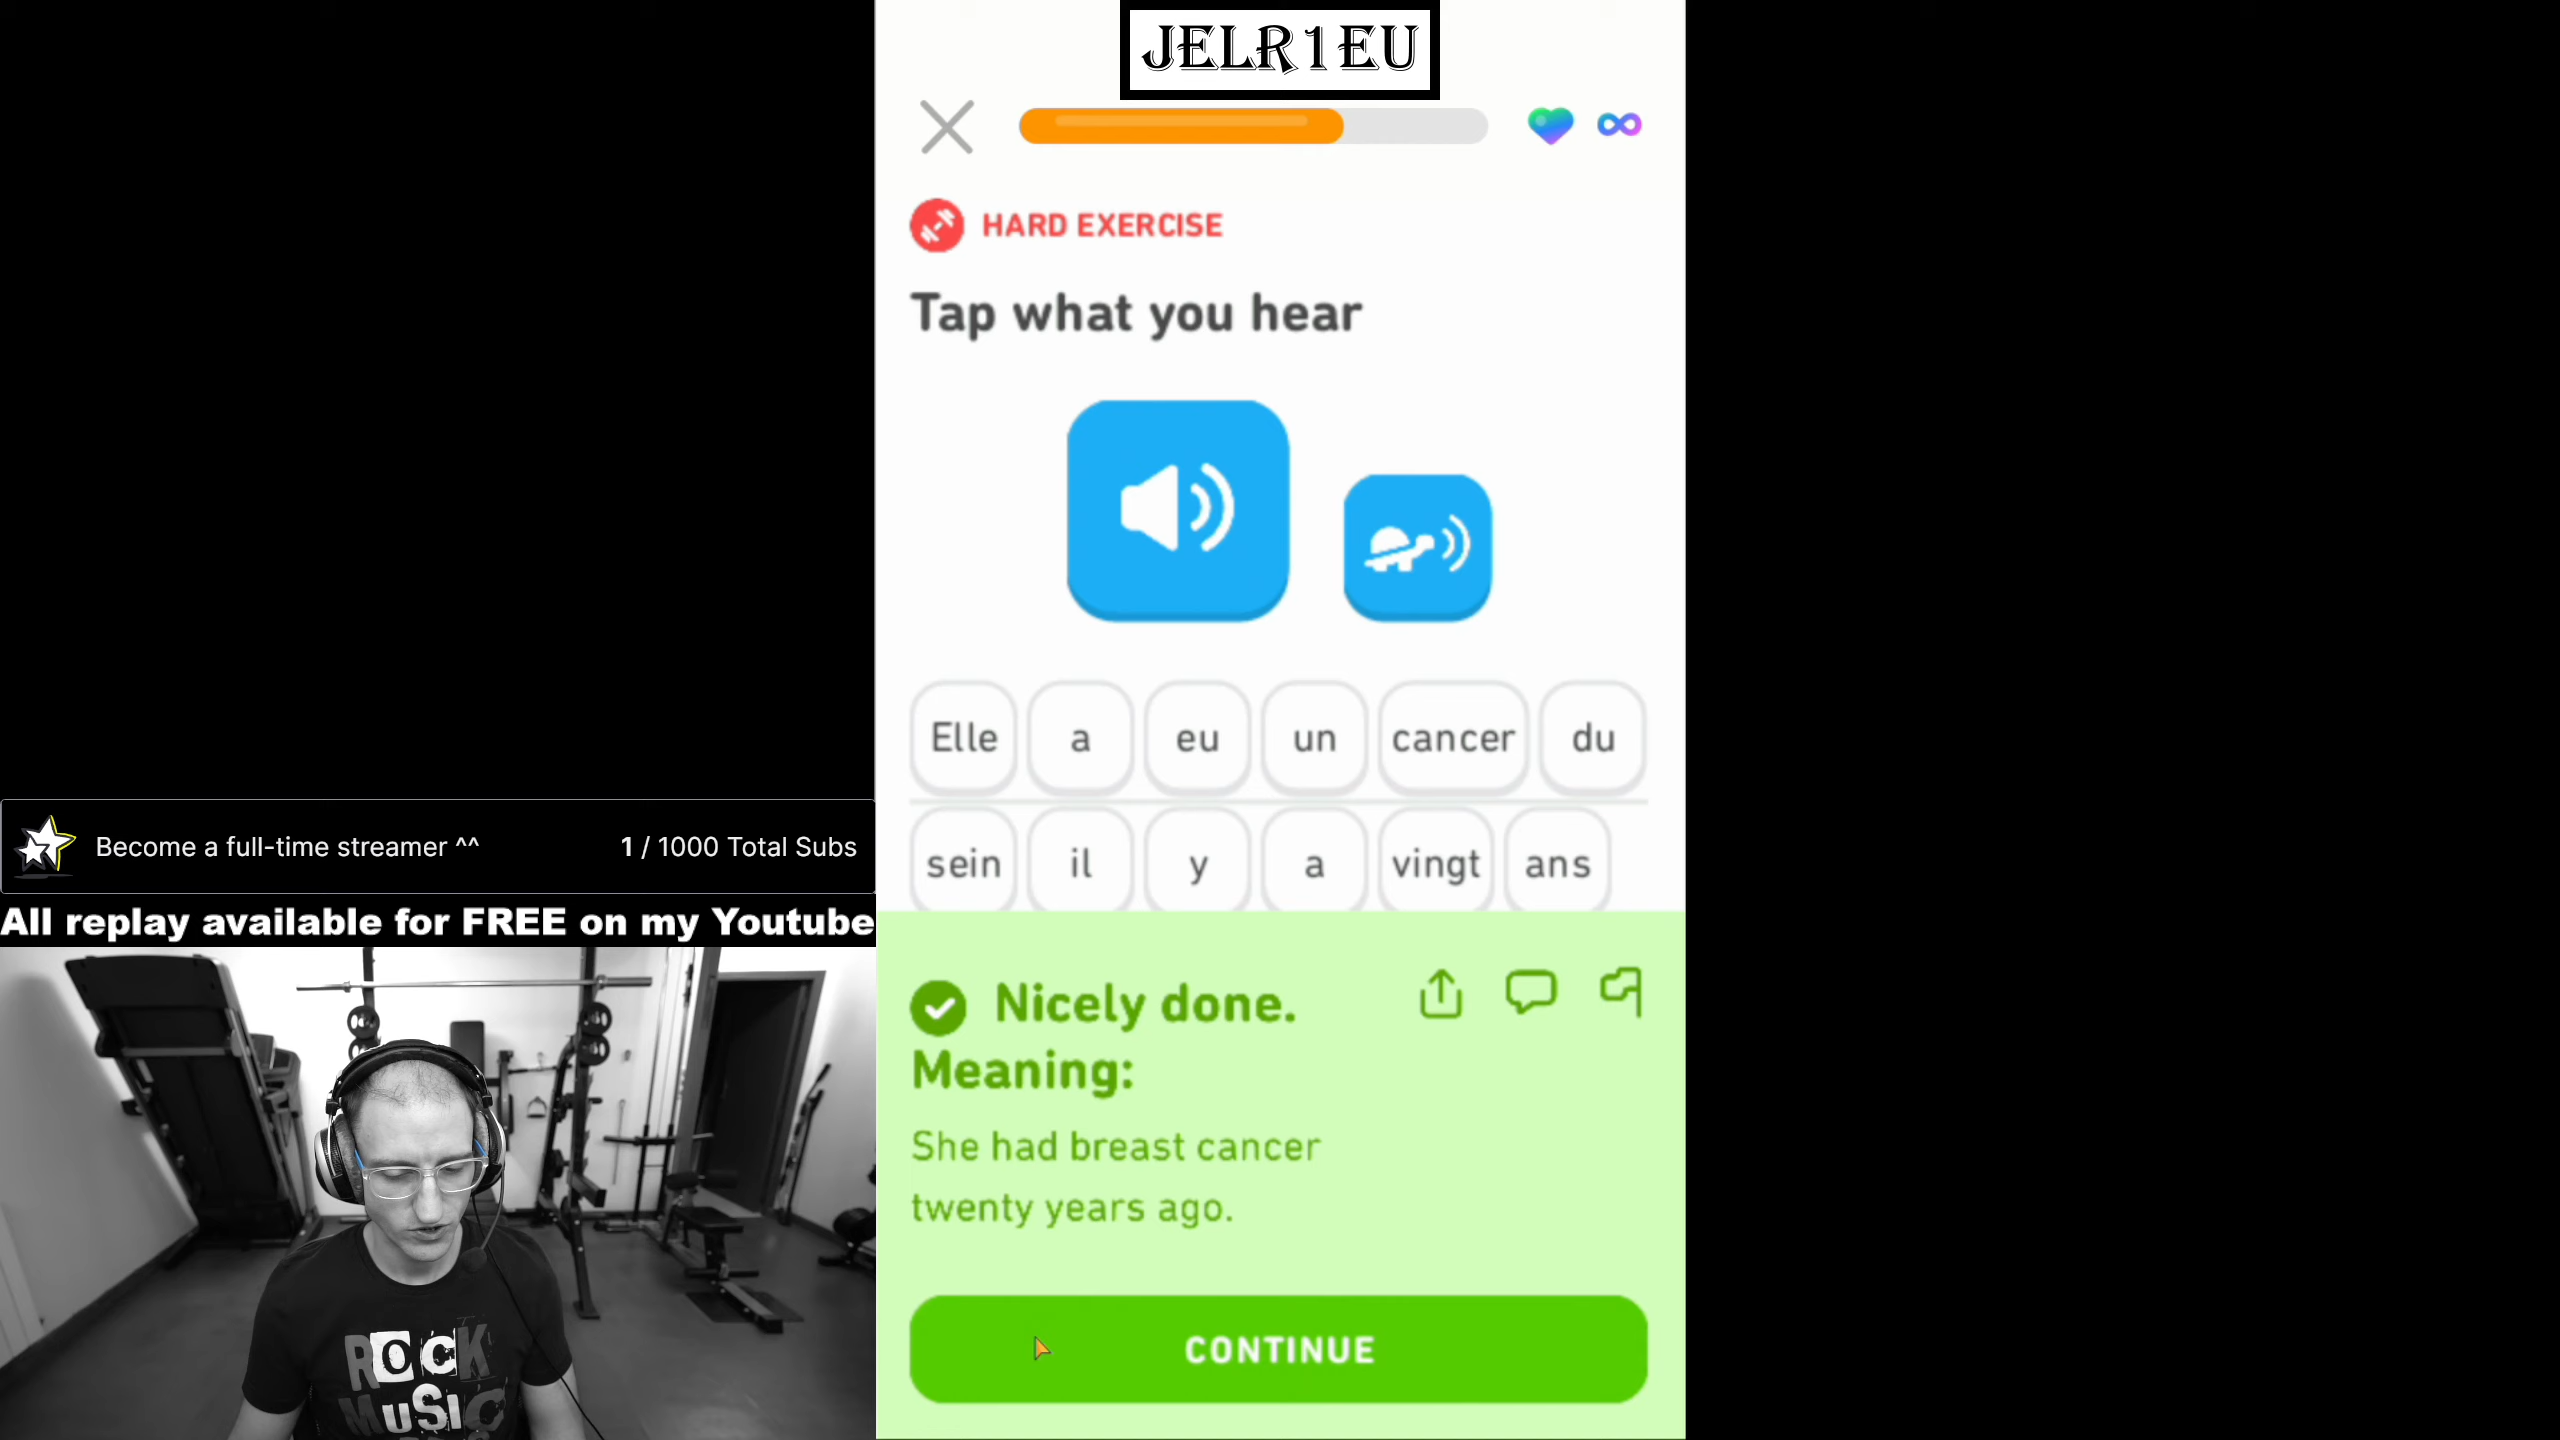 JELR1EU
HARD EXERCISE
Tap what you hear
Elle a eu un cancer du
sein il y a vingt ans
Nicely done.
Meaning:
She had breast cancer
twenty years ago.
CONTINUE
Become a full-time streamer ^^ 1 / 1000 Total Subs
All replay available for FREE on my Youtube
ROCK
MUSIC